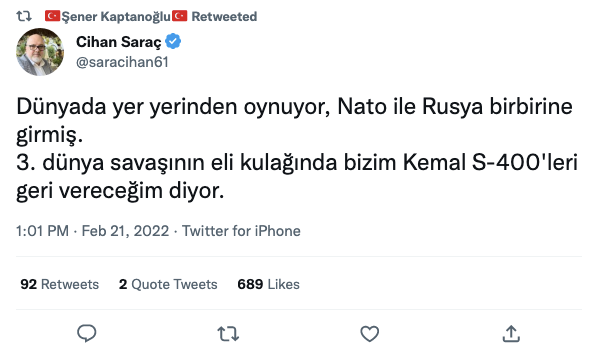 🇹🇷Şener Kaptanoğlu🇹🇷 Retweeted
Cihan Saraç
@saracihan61
Dünyada yer yerinden oynuyor, Nato ile Rusya birbirine
girmiş.
3. dünya savaşının eli kulağında bizim Kemal S-400'leri
geri vereceğim diyor.
1:01 PM · Feb 21, 2022 · Twitter for iPhone
92 Retweets 2 Quote Tweets 689 Likes